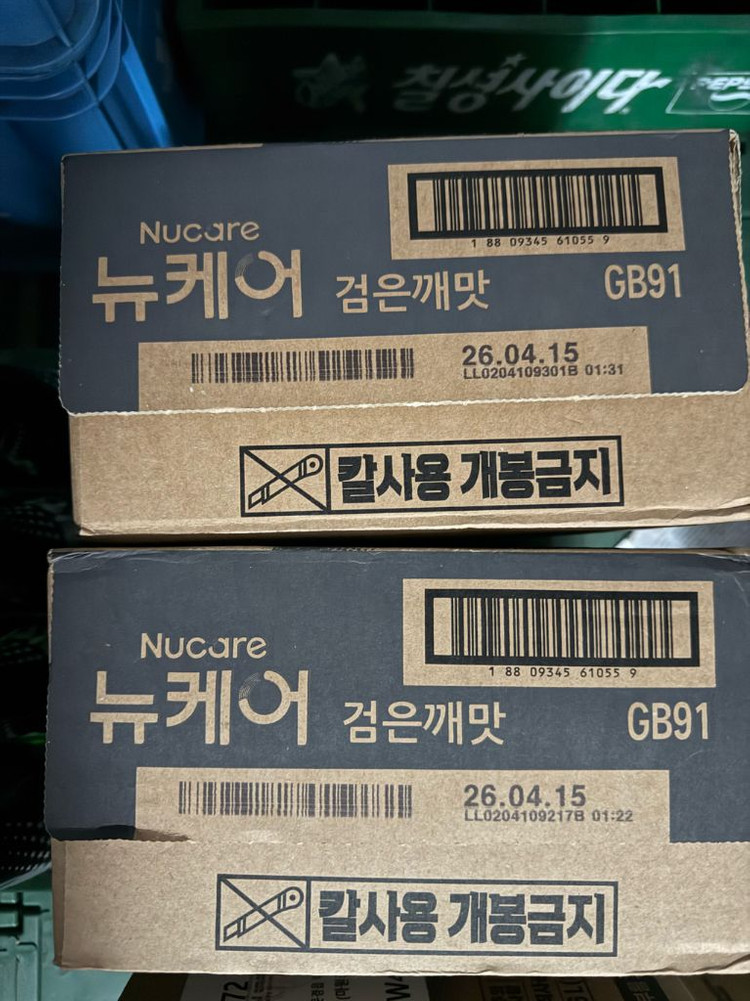 칠성사이다
PEPSI
Nucare
뉴케어 검은깨맛
1 88 09345 61055 9
GB91
26.04.15
LL0204109301B 01:31
칼사용 개봉금지
Nucare
뉴케어 검은깨맛
1 88 09345 61055 9
GB91
26.04.15
LL0204109217B 01:22
칼사용 개봉금지
72